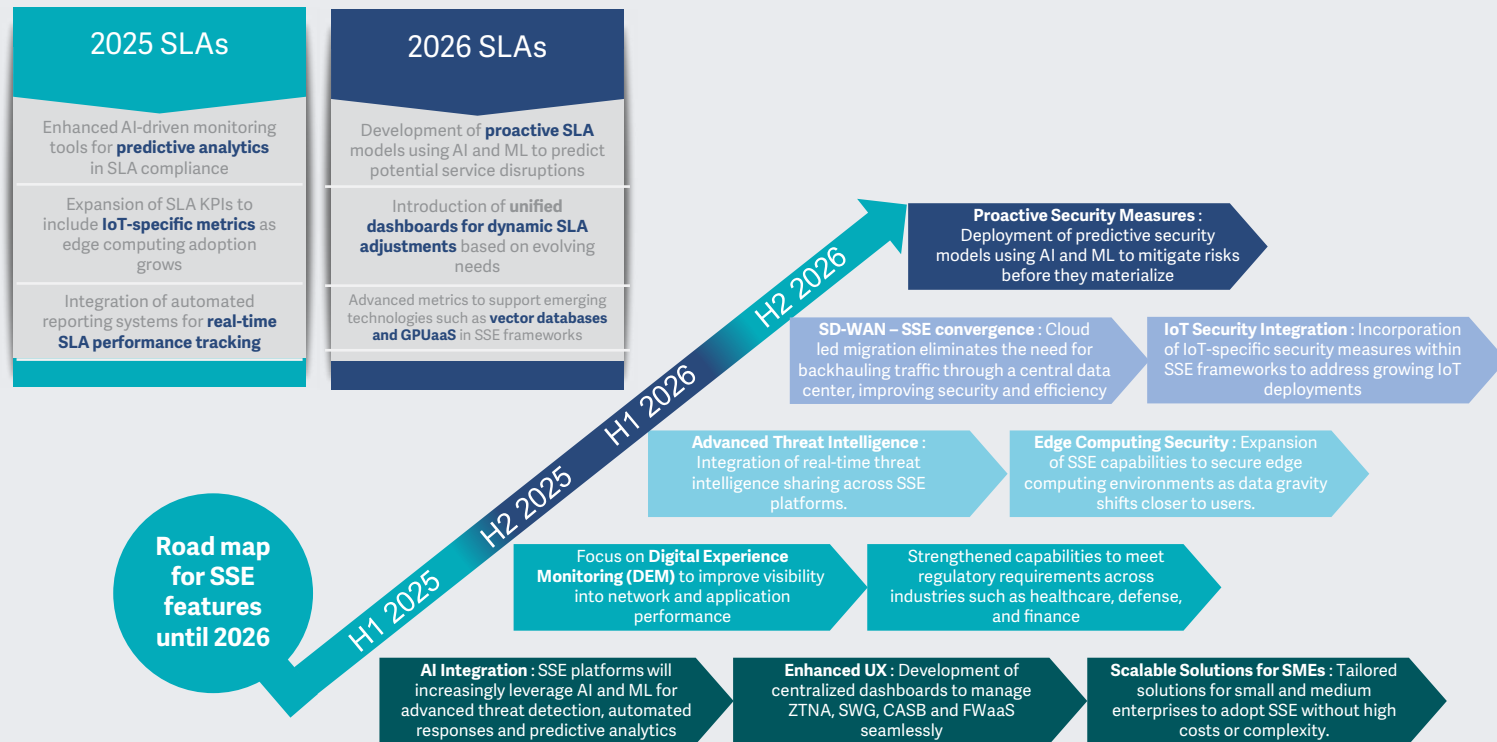 2025 SLAs
Enhanced AI-driven monitoring
tools for predictive analytics
in SLA compliance
Expansion of SLA KPIs to
include IoT-specific metrics as
edge computing adoption
grows
Integration of automated
reporting systems for real-time
SLA performance tracking
2026 SLAs
Development of proactive SLA
models using AI and ML to predict
potential service disruptions
Introduction of unified
dashboards for dynamic SLA
adjustments based on evolving
needs
Advanced metrics to support emerging
technologies such as vector databases
and GPUaaS in SSE frameworks
Road map
for SSE
features
until 2026
H1 2025
H2 2025
H1 2026
H2 2026
Proactive Security Measures :
Deployment of predictive security
models using AI and ML to mitigate risks
before they materialize
SD-WAN – SSE convergence : Cloud
led migration eliminates the need for
backhauling traffic through a central data
center, improving security and efficiency
IoT Security Integration : Incorporation
of IoT-specific security measures within
SSE frameworks to address growing IoT
deployments
Advanced Threat Intelligence :
Integration of real-time threat
intelligence sharing across SSE
platforms.
Edge Computing Security : Expansion
of SSE capabilities to secure edge
computing environments as data gravity
shifts closer to users.
Focus on Digital Experience
Monitoring (DEM) to improve visibility
into network and application
performance
Strengthened capabilities to meet
regulatory requirements across
industries such as healthcare, defense,
and finance
AI Integration : SSE platforms will
increasingly leverage AI and ML for
advanced threat detection, automated
responses and predictive analytics
Enhanced UX : Development of
centralized dashboards to manage
ZTNA, SWG, CASB and FWaaS
seamlessly
Scalable Solutions for SMEs : Tailored
solutions for small and medium
enterprises to adopt SSE without high
costs or complexity.